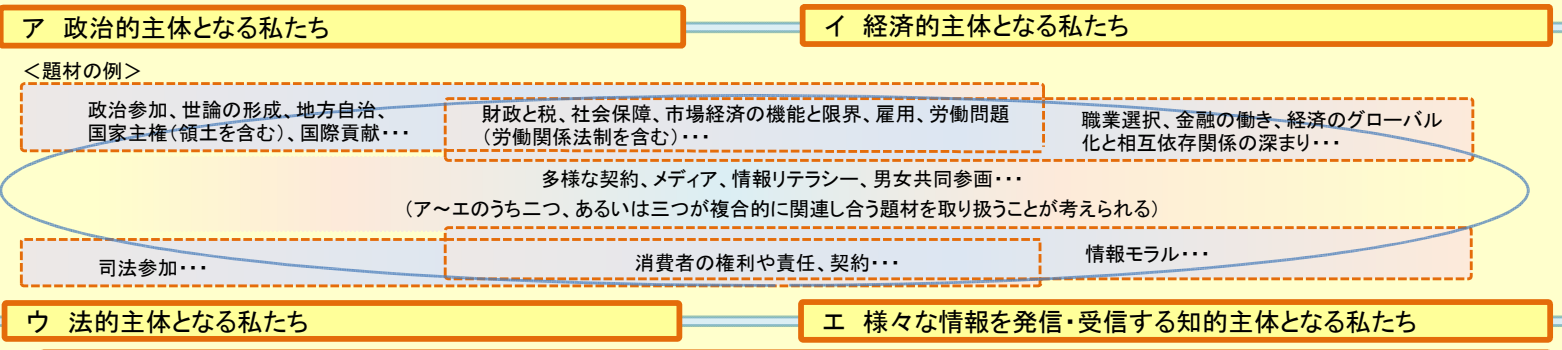 ア 政治的主体となる私たち
イ 経済的主体となる私たち
＜題材の例＞
政治参加、世論の形成、地方自治、
国家主権（領土を含む）、国際貢献・・・
財政と税、社会保障、市場経済の機能と限界、雇用、労働問題
（労働関係法制を含む）・・・
職業選択、金融の働き、経済のグローバル
化と相互依存関係の深まり・・・
多様な契約、メディア、情報リテラシー、男女共同参画・・・
（ア～エのうち二つ、あるいは三つが複合的に関連し合う題材を取り扱うことが考えられる）
司法参加・・・
消費者の権利や責任、契約・・・
情報モラル・・・
ウ 法的主体となる私たち
エ 様々な情報を発信・受信する知的主体となる私たち